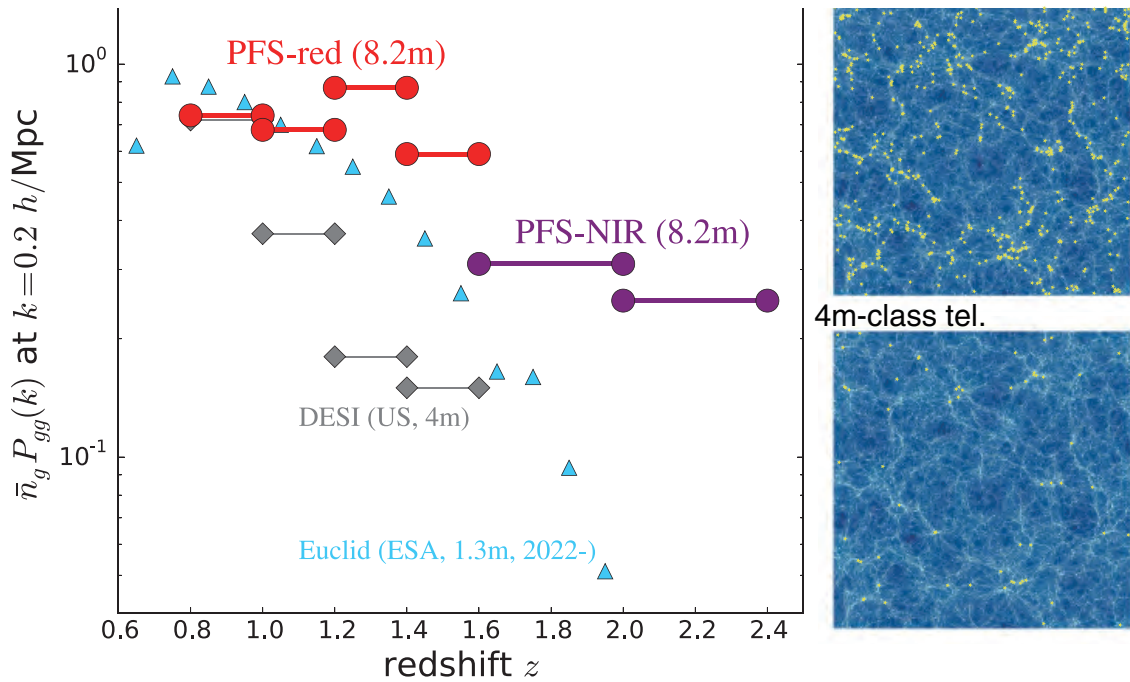 PFS-red (8.2m)
PFS-NIR (8.2m)
DESI (US, 4m)
Euclid (ESA, 1.3m, 2022-)
10⁰
10⁻¹
n̄_g P_gg(k) at k=0.2 h/Mpc
0.6 0.8 1.0 1.2 1.4 1.6 1.8 2.0 2.2 2.4
redshift z
4m-class tel.